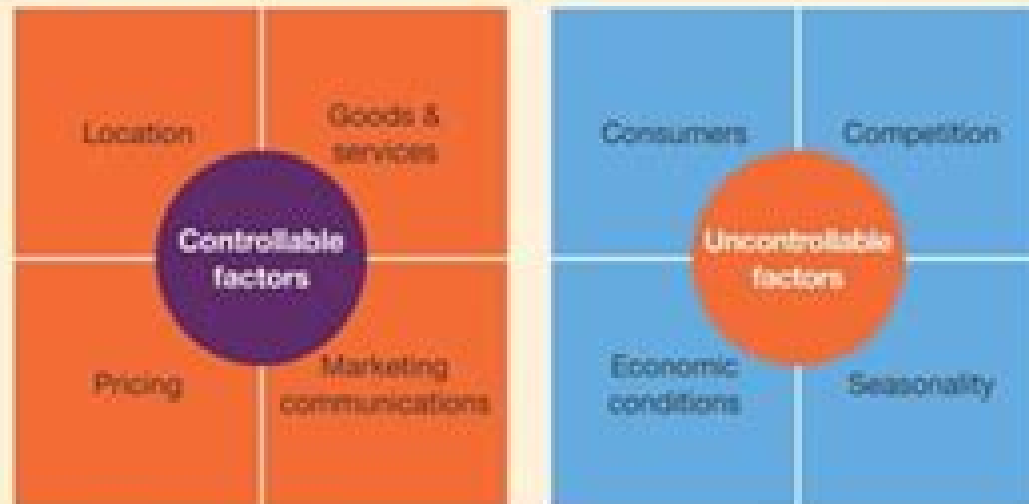 Location
Goods &
services
Controllable
factors
Pricing
Marketing
communications
Consumers
Competition
Uncontrollable
factors
Economic
conditions
Seasonality